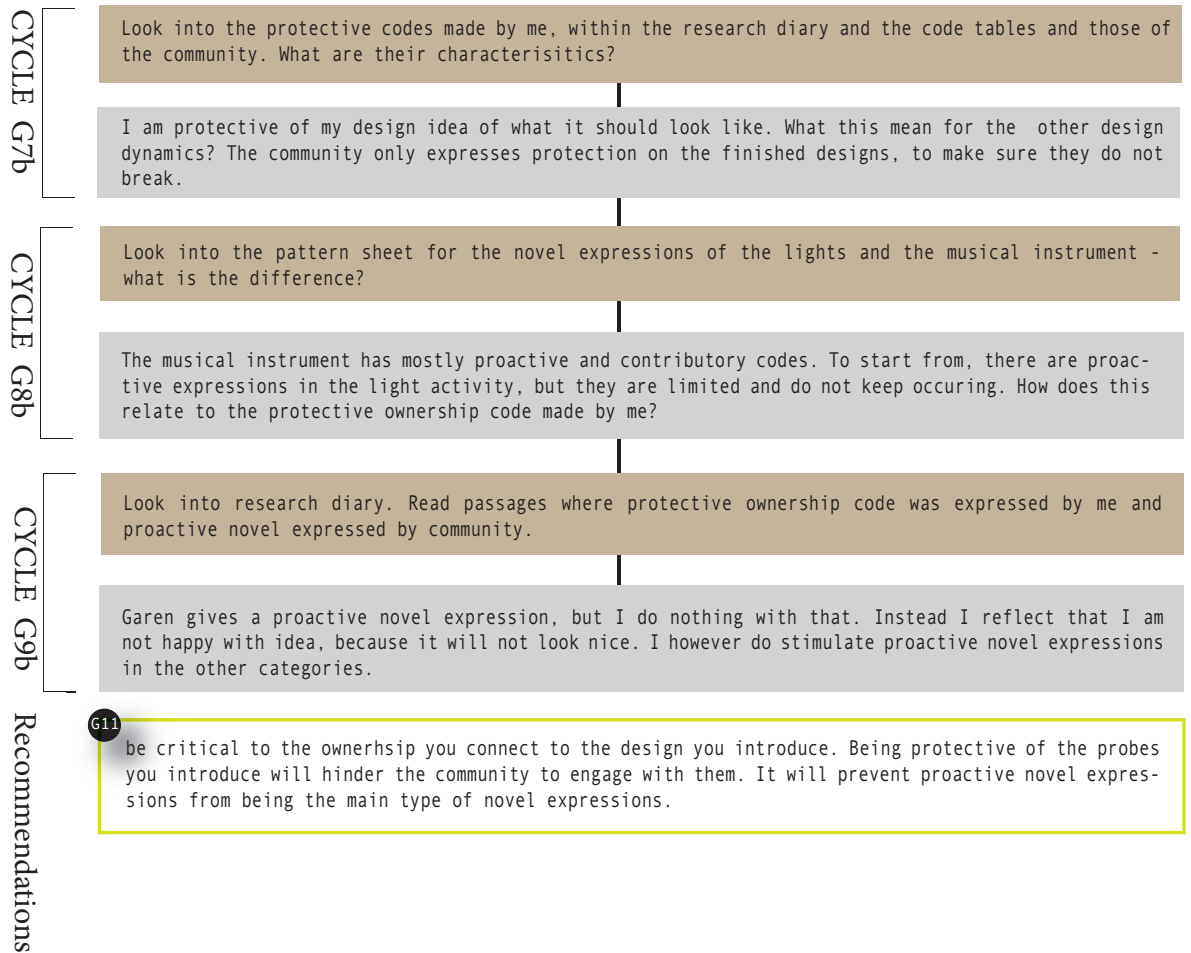 CYCLE G7b
Look into the protective codes made by me, within the research diary and the code tables and those of
the community. What are their characterisitics?
I am protective of my design idea of what it should look like. What this mean for the other design
dynamics? The community only expresses protection on the finished designs, to make sure they do not
break.
CYCLE G8b
Look into the pattern sheet for the novel expressions of the lights and the musical instrument -
what is the difference?
The musical instrument has mostly proactive and contributory codes. To start from, there are proac-
tive expressions in the light activity, but they are limited and do not keep occuring. How does this
relate to the protective ownership code made by me?
CYCLE G9b
Look into research diary. Read passages where protective ownership code was expressed by me and
proactive novel expressed by community.
Garen gives a proactive novel expression, but I do nothing with that. Instead I reflect that I am
not happy with idea, because it will not look nice. I however do stimulate proactive novel expressions
in the other categories.
Recommendations
G11
be critical to the ownerhsip you connect to the design you introduce. Being protective of the probes
you introduce will hinder the community to engage with them. It will prevent proactive novel expres-
sions from being the main type of novel expressions.